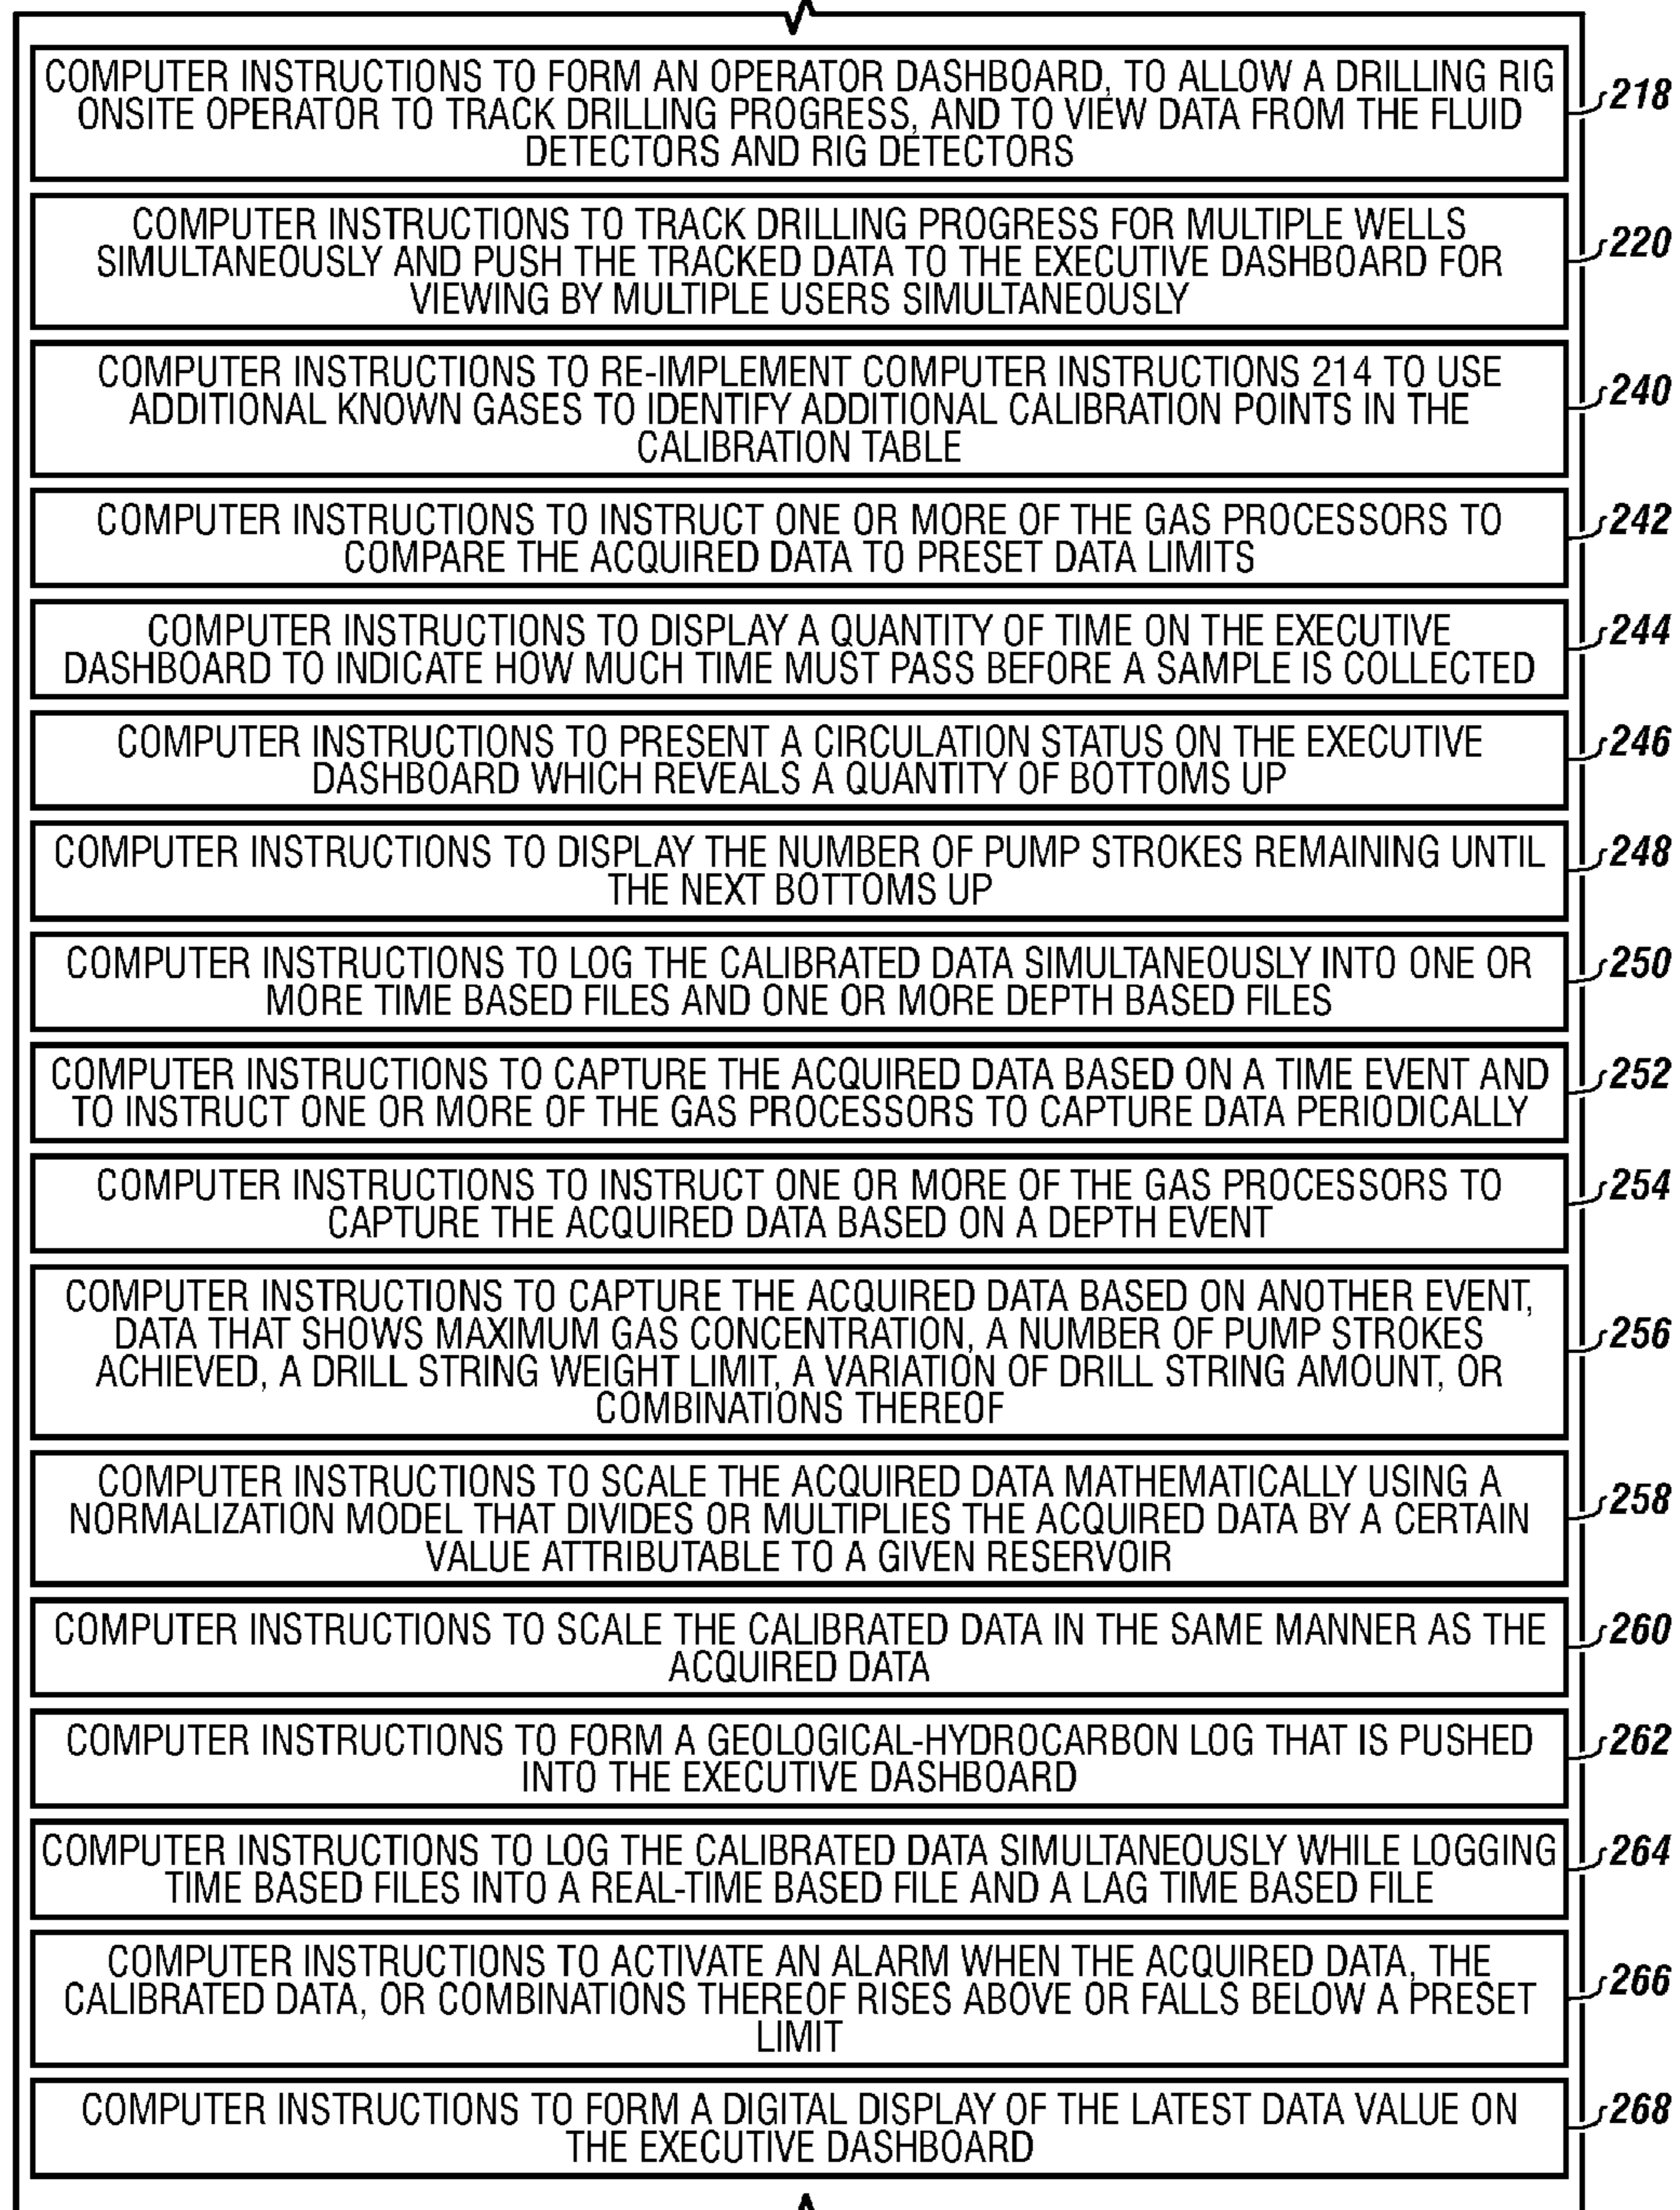 COMPUTER INSTRUCTIONS TO FORM AN OPERATOR DASHBOARD, TO ALLOW A DRILLING RIG
ONSITE OPERATOR TO TRACK DRILLING PROGRESS, AND TO VIEW DATA FROM THE FLUID
DETECTORS AND RIG DETECTORS
218
COMPUTER INSTRUCTIONS TO TRACK DRILLING PROGRESS FOR MULTIPLE WELLS
SIMULTANEOUSLY AND PUSH THE TRACKED DATA TO THE EXECUTIVE DASHBOARD FOR
VIEWING BY MULTIPLE USERS SIMULTANEOUSLY
220
COMPUTER INSTRUCTIONS TO RE-IMPLEMENT COMPUTER INSTRUCTIONS 214 TO USE
ADDITIONAL KNOWN GASES TO IDENTIFY ADDITIONAL CALIBRATION POINTS IN THE
CALIBRATION TABLE
240
COMPUTER INSTRUCTIONS TO INSTRUCT ONE OR MORE OF THE GAS PROCESSORS TO
COMPARE THE ACQUIRED DATA TO PRESET DATA LIMITS
242
COMPUTER INSTRUCTIONS TO DISPLAY A QUANTITY OF TIME ON THE EXECUTIVE
DASHBOARD TO INDICATE HOW MUCH TIME MUST PASS BEFORE A SAMPLE IS COLLECTED
244
COMPUTER INSTRUCTIONS TO PRESENT A CIRCULATION STATUS ON THE EXECUTIVE
DASHBOARD WHICH REVEALS A QUANTITY OF BOTTOMS UP
246
COMPUTER INSTRUCTIONS TO DISPLAY THE NUMBER OF PUMP STROKES REMAINING UNTIL
THE NEXT BOTTOMS UP
248
COMPUTER INSTRUCTIONS TO LOG THE CALIBRATED DATA SIMULTANEOUSLY INTO ONE OR
MORE TIME BASED FILES AND ONE OR MORE DEPTH BASED FILES
250
COMPUTER INSTRUCTIONS TO CAPTURE THE ACQUIRED DATA BASED ON A TIME EVENT AND
TO INSTRUCT ONE OR MORE OF THE GAS PROCESSORS TO CAPTURE DATA PERIODICALLY
252
COMPUTER INSTRUCTIONS TO INSTRUCT ONE OR MORE OF THE GAS PROCESSORS TO
CAPTURE THE ACQUIRED DATA BASED ON A DEPTH EVENT
254
COMPUTER INSTRUCTIONS TO CAPTURE THE ACQUIRED DATA BASED ON ANOTHER EVENT,
DATA THAT SHOWS MAXIMUM GAS CONCENTRATION, A NUMBER OF PUMP STROKES
ACHIEVED, A DRILL STRING WEIGHT LIMIT, A VARIATION OF DRILL STRING AMOUNT, OR
COMBINATIONS THEREOF
256
COMPUTER INSTRUCTIONS TO SCALE THE ACQUIRED DATA MATHEMATICALLY USING A
NORMALIZATION MODEL THAT DIVIDES OR MULTIPLIES THE ACQUIRED DATA BY A CERTAIN
VALUE ATTRIBUTABLE TO A GIVEN RESERVOIR
258
COMPUTER INSTRUCTIONS TO SCALE THE CALIBRATED DATA IN THE SAME MANNER AS THE
ACQUIRED DATA
260
COMPUTER INSTRUCTIONS TO FORM A GEOLOGICAL-HYDROCARBON LOG THAT IS PUSHED
INTO THE EXECUTIVE DASHBOARD
262
COMPUTER INSTRUCTIONS TO LOG THE CALIBRATED DATA SIMULTANEOUSLY WHILE LOGGING
TIME BASED FILES INTO A REAL-TIME BASED FILE AND A LAG TIME BASED FILE
264
COMPUTER INSTRUCTIONS TO ACTIVATE AN ALARM WHEN THE ACQUIRED DATA, THE
CALIBRATED DATA, OR COMBINATIONS THEREOF RISES ABOVE OR FALLS BELOW A PRESET
LIMIT
266
COMPUTER INSTRUCTIONS TO FORM A DIGITAL DISPLAY OF THE LATEST DATA VALUE ON
THE EXECUTIVE DASHBOARD
268